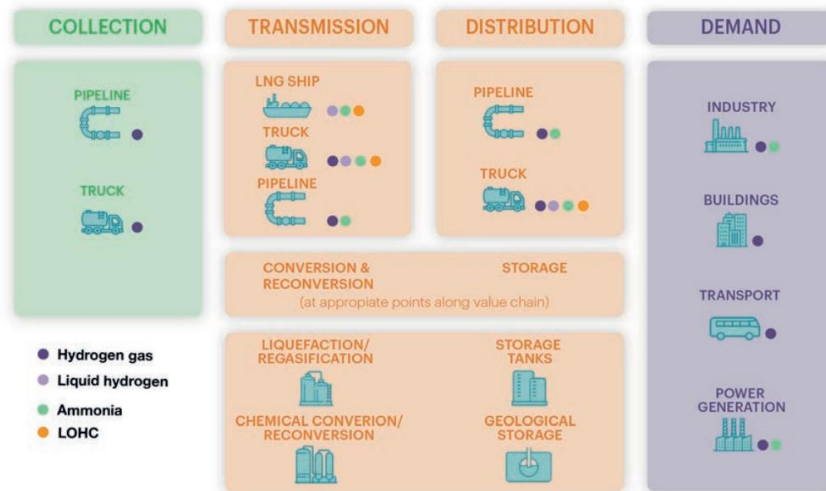 COLLECTION
TRANSMISSION
DISTRIBUTION
DEMAND
PIPELINE
TRUCK
LNG SHIP
TRUCK
PIPELINE
PIPELINE
TRUCK
INDUSTRY
BUILDINGS
TRANSPORT
POWER
GENERATION
CONVERSION &
RECONVERSION
STORAGE
(at appropiate points along value chain)
LIQUEFACTION/
REGASIFICATION
STORAGE
TANKS
CHEMICAL CONVERION/
RECONVERSION
GEOLOGICAL
STORAGE
Hydrogen gas
Liquid hydrogen
Ammonia
LOHC